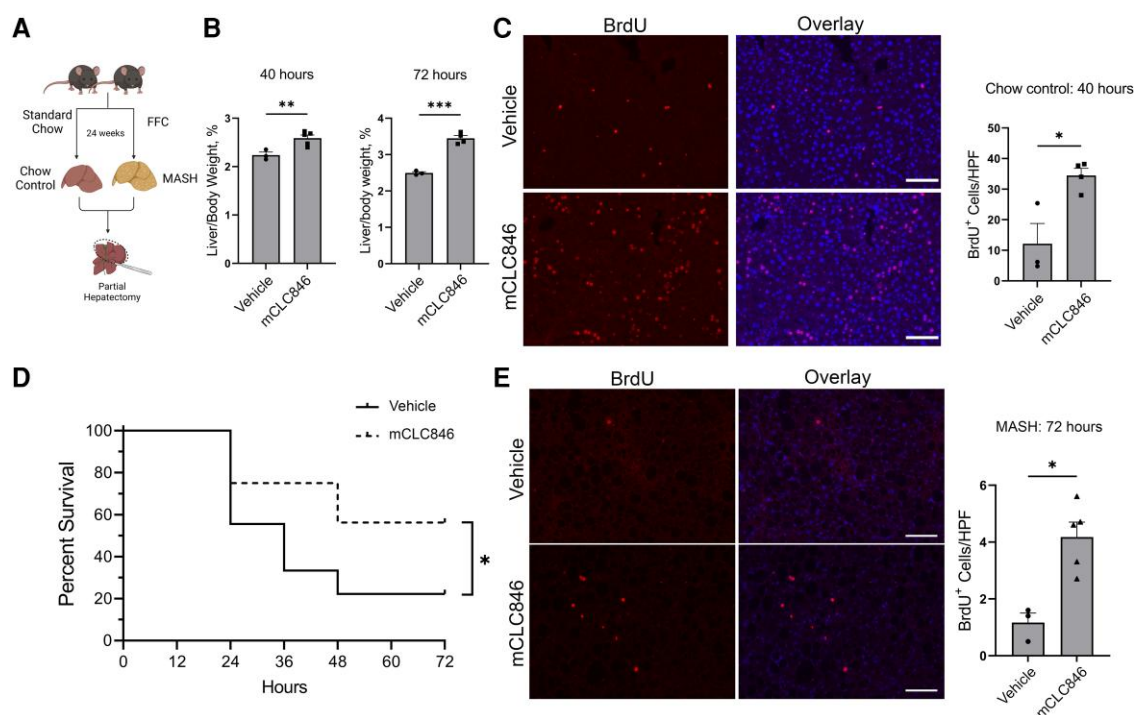 A
Standard
Chow
24 weeks
FFC
Chow
Control
MASH
Partial
Hepatectomy
B
40 hours
**
Liver/Body Weight, %
3
2
1
0
Vehicle
mCLC846
72 hours
***
Liver/body weight, %
4
3
2
1
0
Vehicle
mCLC846
C
BrdU
Overlay
Vehicle
mCLC846
Chow control: 40 hours
*
BrdU+ Cells/HPF
50
40
30
20
10
0
Vehicle
mCLC846
D
Vehicle
mCLC846
Percent Survival
100
80
60
40
20
0
*
0
12
24
36
48
60
72
Hours
E
BrdU
Overlay
Vehicle
mCLC846
MASH: 72 hours
*
BrdU+ Cells/HPF
6
4
2
0
Vehicle
mCLC846